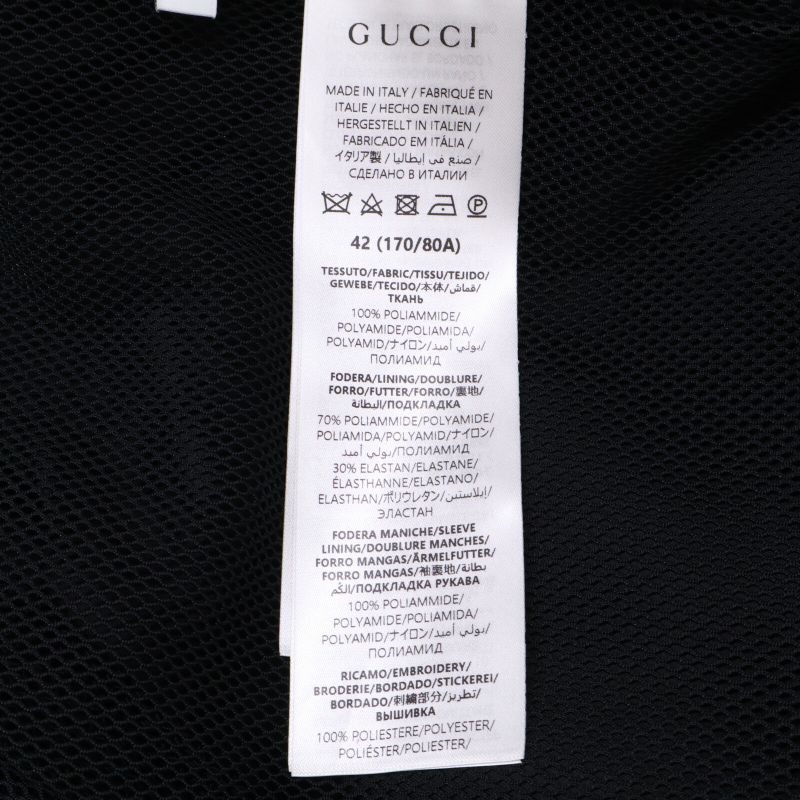 GUCCI
MADE IN ITALY / FABRIQUÉ EN
ITALIE / HECHO EN ITALIA /
HERGESTELLT IN ITALIEN /
FABRICADO EM ITÁLIA /
イタリア製 / صنع في إيطاليا /
СДЕЛАНО В ИТАЛИИ
P
42 (170/80A)
TESSUTO/FABRIC/TISSU/TEJIDO/
GEWEBE/TECIDO/本体/قماش/
ТКАНЬ
100% POLIAMMIDE/
POLYAMIDE/POLIAMIDA/
POLYAMID/ナイロン/بولي أميد/
ПОЛИАМИД
FODERA/LINING/DOUBLURE/
FORRO/FUTTER/FORRO/裏地/
البطانة/ПОДКЛАДКА
70% POLIAMMIDE/POLYAMIDE/
POLIAMIDA/POLYAMID/ナイロン/
بولي أميد/ПОЛИАМИД
30% ELASTAN/ELASTANE/
ÉLASTHANNE/ELASTANO/
ELASTHAN/ポリウレタン/إيلاستين/
ЭЛАСТАН
FODERA MANICHE/SLEEVE
LINING/DOUBLURE MANCHES/
FORRO MANGAS/ÄRMELFUTTER/
FORRO MANGAS/袖裏地/بطانة
الكُم/ПОДКЛАДКА РУКАВА
100% POLIAMMIDE/
POLYAMIDE/POLIAMIDA/
POLYAMID/ナイロン/بولي أميد/
ПОЛИАМИД
RICAMO/EMBROIDERY/
BRODERIE/BORDADO/STICKEREI/
BORDADO/刺繍部分/تطريز/
ВЫШИВКА
100% POLIESTERE/POLYESTER/
POLIÉSTER/POLIESTER/